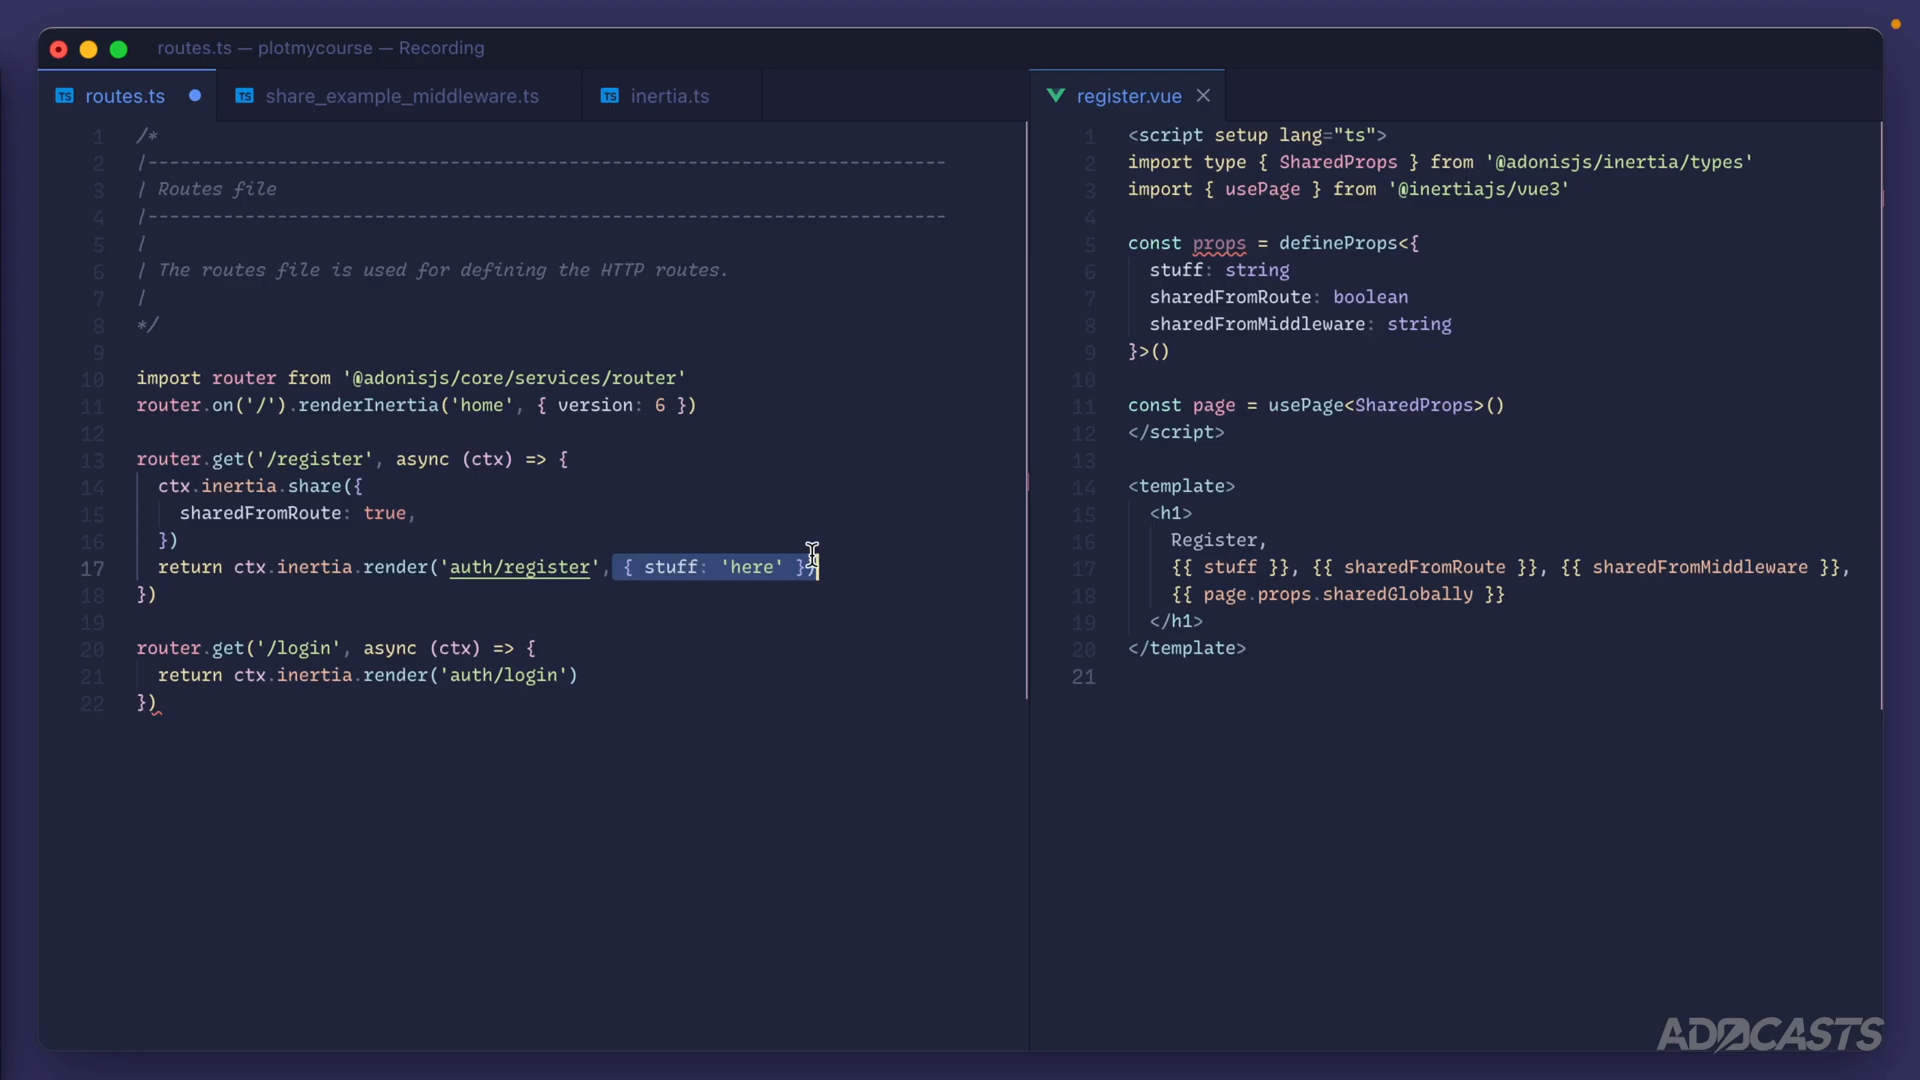 routes.ts — plotmycourse — Recording
TS routes.ts
TS share_example_middleware.ts
TS inertia.ts
register.vue
1 /*
2 |--------------------------------------------------------------------------
3 | Routes file
4 |--------------------------------------------------------------------------
5 |
6 | The routes file is used for defining the HTTP routes.
7 |
8 */
9
10 import router from '@adonisjs/core/services/router'
11 router.on('/').renderInertia('home', { version: 6 })
12
13 router.get('/register', async (ctx) => {
14   ctx.inertia.share({
15     sharedFromRoute: true,
16   })
17   return ctx.inertia.render('auth/register', { stuff: 'here' })
18 })
19
20 router.get('/login', async (ctx) => {
21   return ctx.inertia.render('auth/login')
22 })
1 <script setup lang="ts">
2 import type { SharedProps } from '@adonisjs/inertia/types'
3 import { usePage } from '@inertiajs/vue3'
4
5 const props = defineProps<{
6   stuff: string
7   sharedFromRoute: boolean
8   sharedFromMiddleware: string
9 }>()
10
11 const page = usePage<SharedProps>()
12 </script>
13
14 <template>
15   <h1>
16     Register,
17     {{ stuff }}, {{ sharedFromRoute }}, {{ sharedFromMiddleware }},
18     {{ page.props.sharedGlobally }}
19   </h1>
20 </template>
21
ADOCASTS